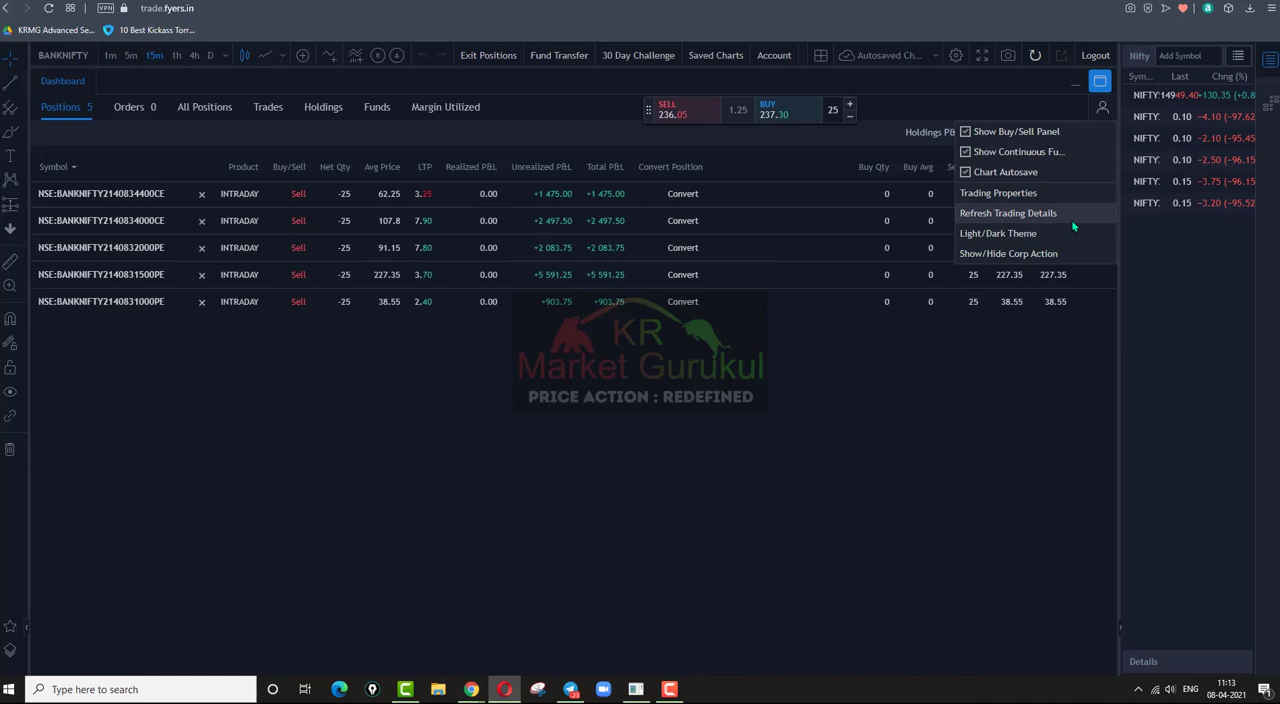 VPN trade.fyers.in
KRMG Advanced Se... 10 Best Kickass Torr...
BANKNIFTY 1m 5m 15m 1h 4h D Exit Positions Fund Transfer 30 Day Challenge Saved Charts Account Autosaved Ch... Logout Nifty Add Symbol
Dashboard Sym... Last Chng (%)
Positions 5 Orders 0 All Positions Trades Holdings Funds Margin Utilized SELL 236.05 1.25 BUY 237.30 25 + −
NIFTY: 14949.40 +130.35 (+0.8
NIFTY: 0.10 −4.10 (−97.62
NIFTY: 0.10 −2.10 (−95.45
NIFTY: 0.10 −2.50 (−96.15
NIFTY: 0.15 −3.75 (−96.15
NIFTY: 0.15 −3.20 (−95.52
Holdings P&
Show Buy/Sell Panel
Show Continuous Fu...
Chart Autosave
Trading Properties
Refresh Trading Details
Light/Dark Theme
Show/Hide Corp Action
Symbol Product Buy/Sell Net Qty Avg Price LTP Realized P&L Unrealized P&L Total P&L Convert Position Buy Qty Buy Avg Se
NSE:BANKNIFTY2140834400CE × INTRADAY Sell -25 62.25 3.25 0.00 +1 475.00 +1 475.00 Convert 0 0
NSE:BANKNIFTY2140834000CE × INTRADAY Sell -25 107.8 7.90 0.00 +2 497.50 +2 497.50 Convert 0 0
NSE:BANKNIFTY2140832000PE × INTRADAY Sell -25 91.15 7.80 0.00 +2 083.75 +2 083.75 Convert 0 0
NSE:BANKNIFTY2140831500PE × INTRADAY Sell -25 227.35 3.70 0.00 +5 591.25 +5 591.25 Convert 0 0 25 227.35 227.35
NSE:BANKNIFTY2140831000PE × INTRADAY Sell -25 38.55 2.40 0.00 +903.75 +903.75 Convert 0 0 25 38.55 38.55
KR
Market Gurukul
PRICE ACTION : REDEFINED
Details
Type here to search 23 ENG 11:13
08-04-2021 1